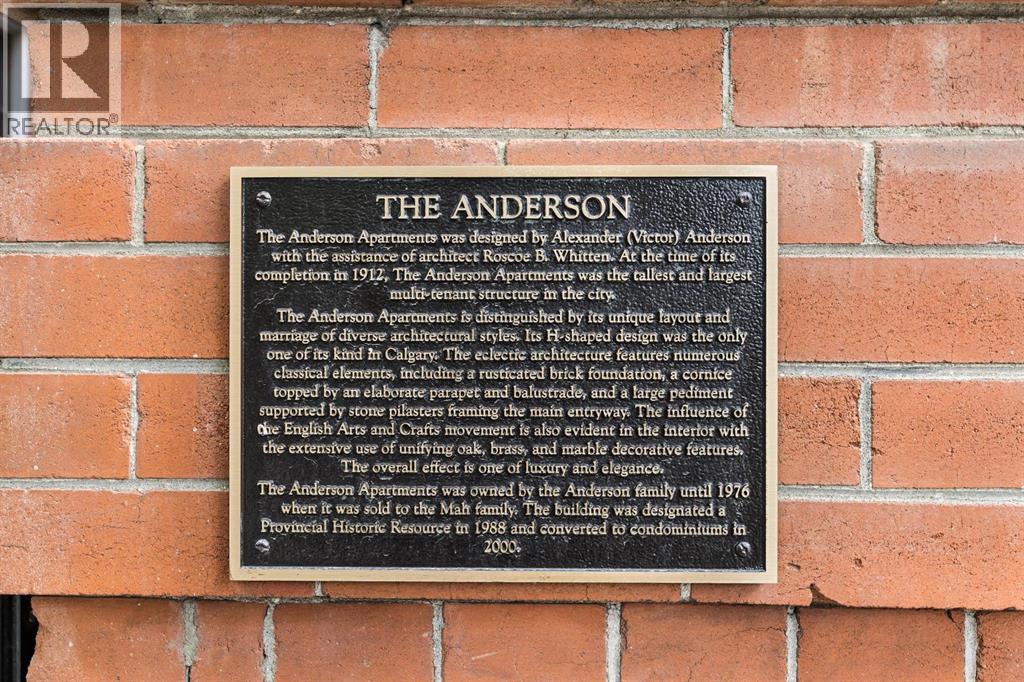 R
REALTOR®
THE ANDERSON
The Anderson Apartments was designed by Alexander (Victor) Anderson
with the assistance of architect Roscoe B. Whitten. At the time of its
completion in 1912, The Anderson Apartments was the tallest and largest
multi-tenant structure in the city.
The Anderson Apartments is distinguished by its unique layout and
marriage of diverse architectural styles. Its H-shaped design was the only
one of its kind in Calgary. The eclectic architecture features numerous
classical elements, including a rusticated brick foundation, a cornice
topped by an elaborate parapet and balustrade, and a large pediment
supported by stone pilasters framing the main entryway. The influence of
the English Arts and Crafts movement is also evident in the interior with
the extensive use of unifying oak, brass, and marble decorative features.
The overall effect is one of luxury and elegance.
The Anderson Apartments was owned by the Anderson family until 1976
when it was sold to the Mah family. The building was designated a
Provincial Historic Resource in 1988 and converted to condominiums in
2000.